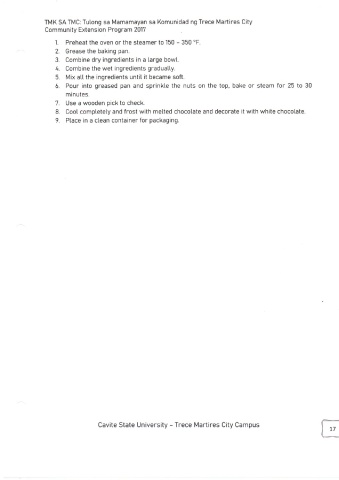 TMK SA TMC: Tulong sa Mamamayan sa Komunidad ng Trece Martires City
Community Extension Program 2017
1. Preheat the oven or the steamer to 150 – 350 °F.
2. Grease the baking pan.
3. Combine dry ingredients in a large bowl.
4. Combine the wet ingredients gradually.
5. Mix all the ingredients until it became soft.
6. Pour into greased pan and sprinkle the nuts on the top, bake or steam for 25 to 30
minutes.
7. Use a wooden pick to check.
8. Cool completely and frost with melted chocolate and decorate it with white chocolate.
9. Place in a clean container for packaging.
Cavite State University – Trece Martires City Campus
17